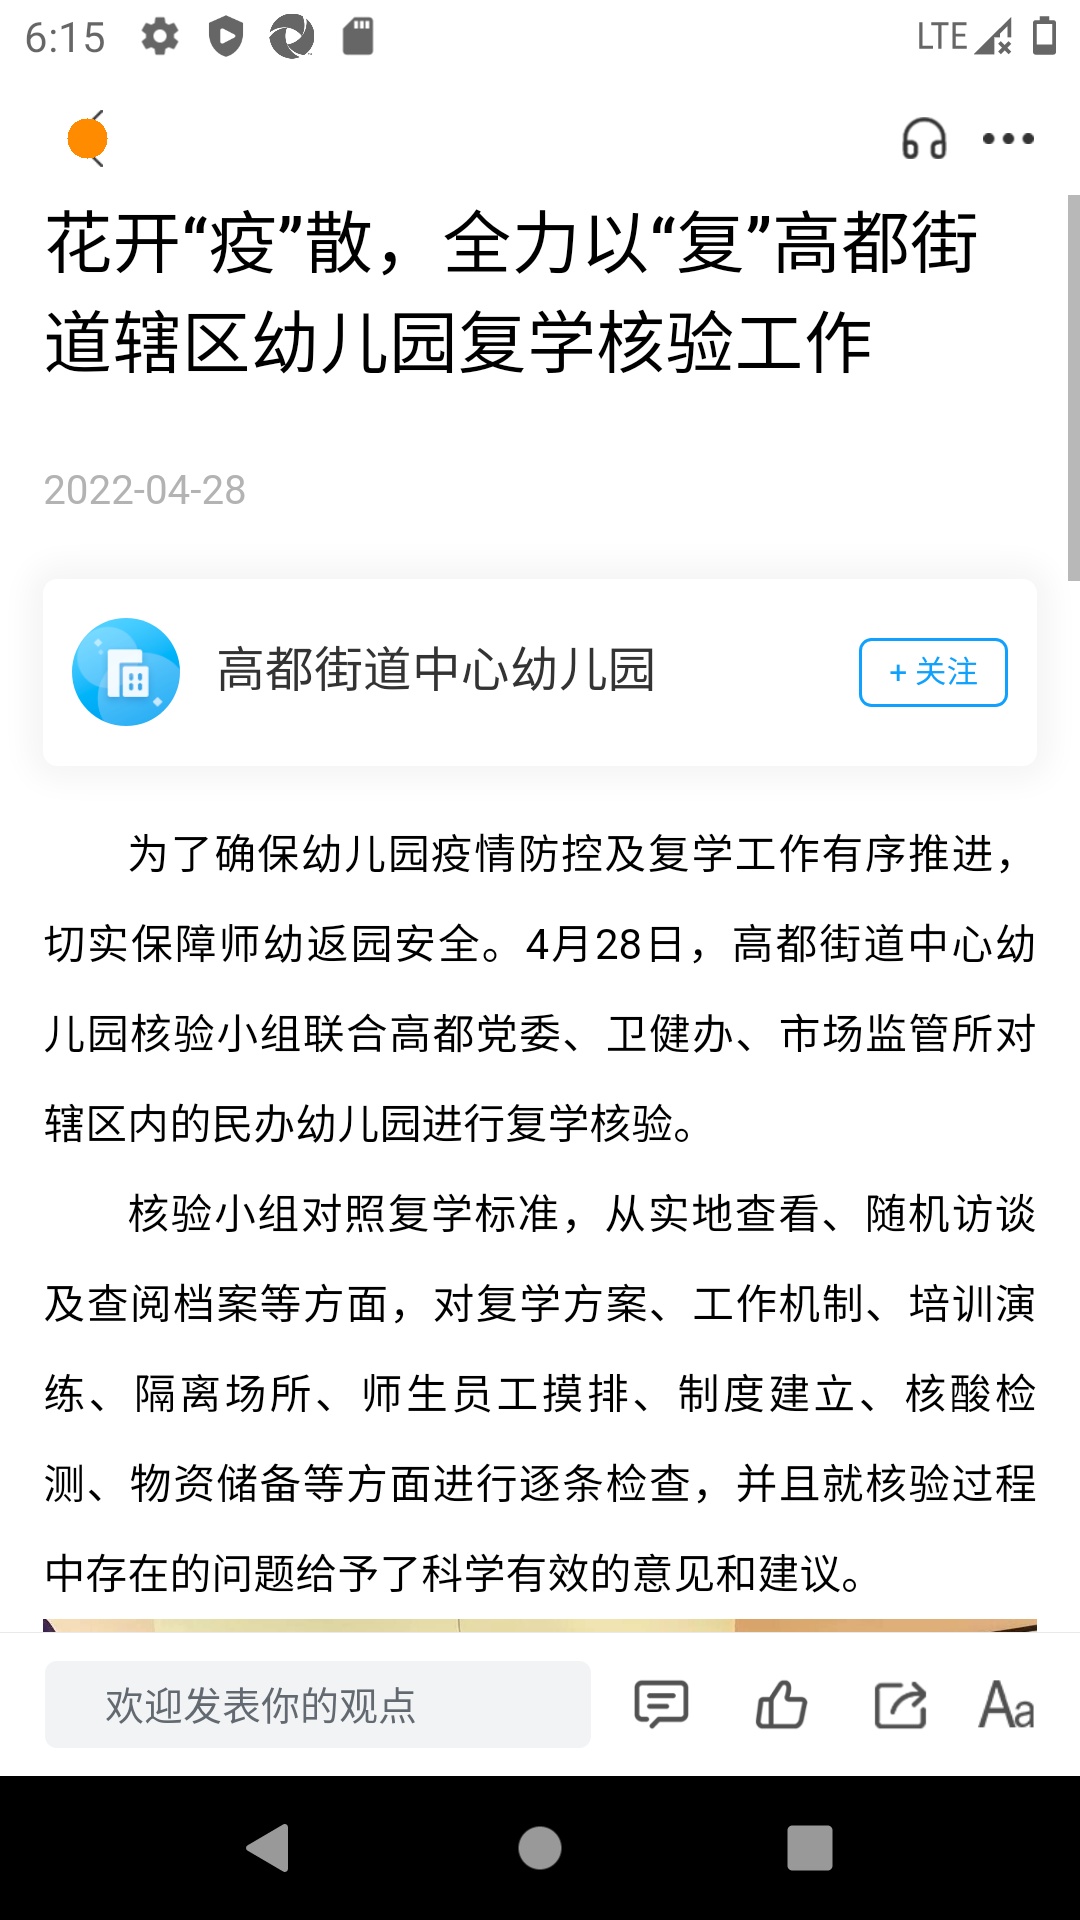 6:15
LTE
花开“疫”散，全力以“复”高都街
道辖区幼儿园复学核验工作
2022-04-28
高都街道中心幼儿园
+ 关注
为了确保幼儿园疫情防控及复学工作有序推进，
切实保障师幼返园安全。4月28日，高都街道中心幼
儿园核验小组联合高都党委、卫健办、市场监管所对
辖区内的民办幼儿园进行复学核验。
核验小组对照复学标准，从实地查看、随机访谈
及查阅档案等方面，对复学方案、工作机制、培训演
练、隔离场所、师生员工摸排、制度建立、核酸检
测、物资储备等方面进行逐条检查，并且就核验过程
中存在的问题给予了科学有效的意见和建议。
欢迎发表你的观点
Aa